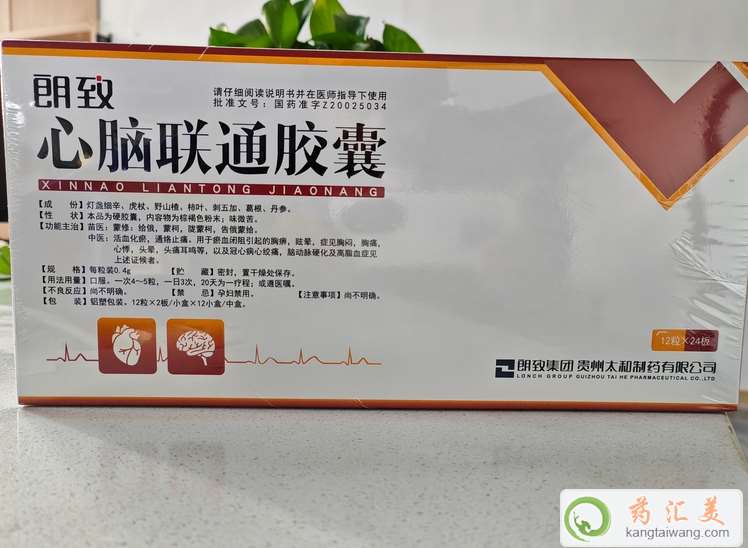 朗致
请仔细阅读说明书并在医师指导下使用
批准文号：国药准字Z20025034
心脑联通胶囊
XINNAO LIANTONG JIAONANG
【成 份】灯盏细辛、虎杖、野山楂、柿叶、刺五加、葛根、丹参。
【性 状】本品为硬胶囊，内容物为棕褐色粉末；味微苦。
【功能主治】苗医：蒙修：给俄，蒙柯，陇蒙柯，告俄蒙给。
中医：活血化瘀，通络止痛。用于瘀血闭阻引起的胸痹，眩晕，症见胸闷，胸痛，
心悸，头晕，头痛耳鸣等，以及冠心病心绞痛，脑动脉硬化及高脂血症见
上述证候者。
【规 格】每粒装0.4g 【贮 藏】密封，置干燥处保存。
【用法用量】口服。一次4～5粒，一日3次，20天为一疗程；或遵医嘱。
【不良反应】尚不明确。 【禁 忌】孕妇禁用。 【注意事项】尚不明确。
【包 装】铝塑包装。12粒×2板/小盒×12小盒/中盒。
12粒×24板
朗致集团 贵州太和制药有限公司
LONCH GROUP GUIZHOU TAI HE PHARMACEUTICAL CO.,LTD
药汇美
kangtaiwang.com